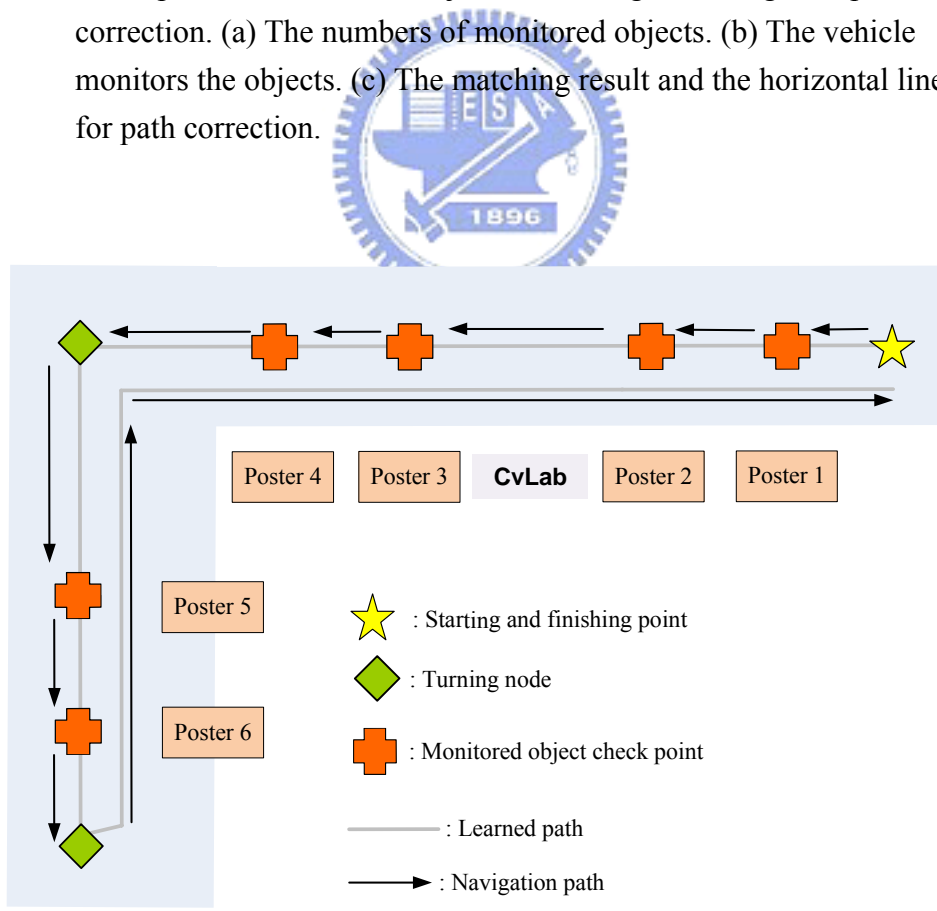 correction. (a) The numbers of monitored objects. (b) The vehicle
monitors the objects. (c) The matching result and the horizontal line
for path correction.
E S
1896
Poster 4
Poster 3
CvLab
Poster 2
Poster 1
Poster 5
Poster 6
: Starting and finishing point
: Turning node
: Monitored object check point
: Learned path
: Navigation path